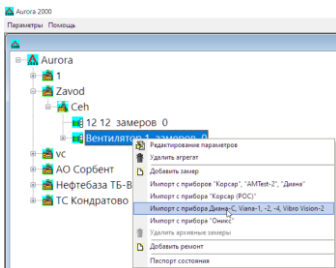 Aurora 2000
Параметры Помощь
Aurora
1
Zavod
Ceh
12 12 замеров 0
Вентилятор 1 замеров 0
Редактирование параметров
vc
Удалить агрегат
АО Сорбент
Добавить замер
Нефтебаза ТБ-В
Импорт с приборов "Корсар", "AMTest-2", "Диана"
ТС Кондратово
Импорт с прибора "Корсар (РОС)"
Импорт с прибора Диана-С, Viana-1, -2, -4, Vibro Vision-2
Импорт с прибора "Оникс"
Удалить архивные замеры
Добавить ремонт
Паспорт состояния